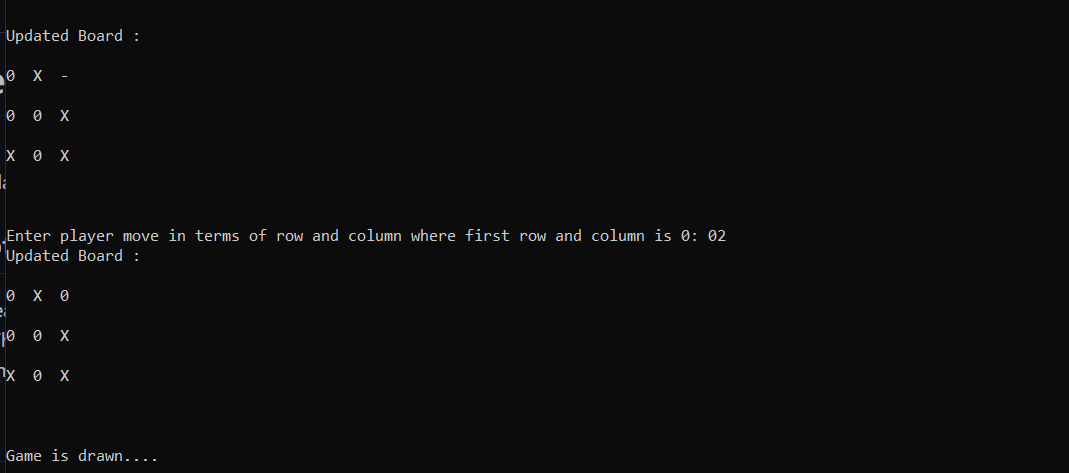 Updated Board :
0 X -
0 0 X
X 0 X
Enter player move in terms of row and column where first row and column is 0: 02
Updated Board :
0 X 0
0 0 X
X 0 X
Game is drawn....